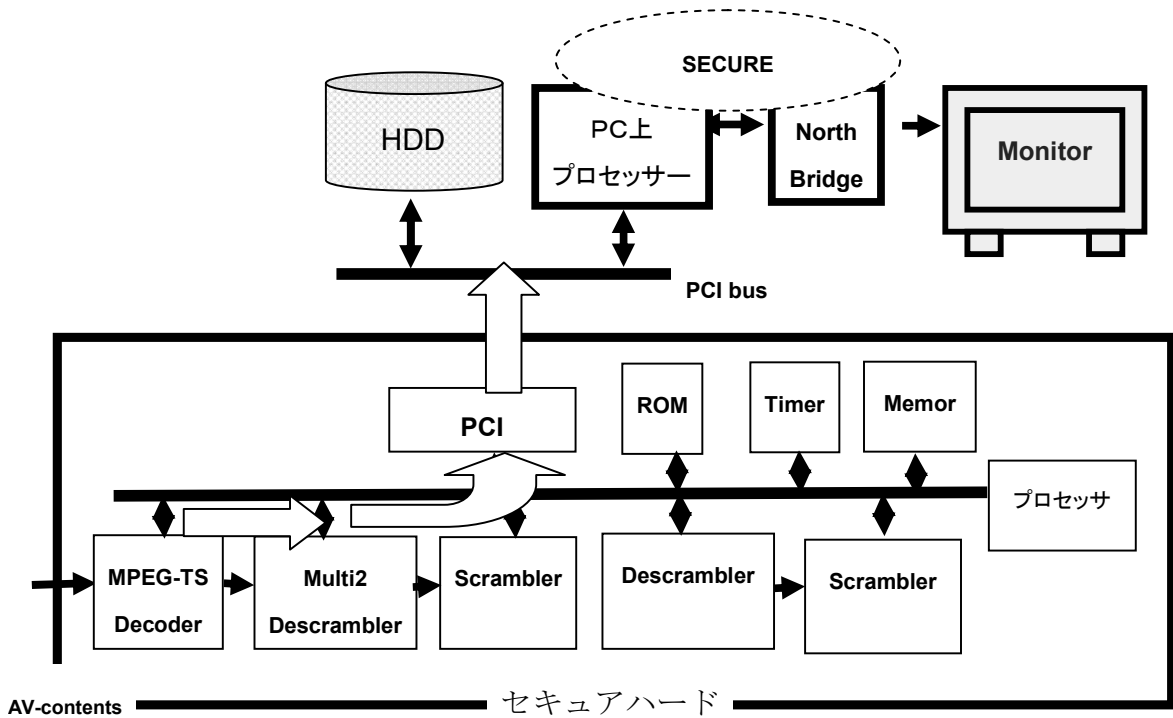 SECURE
HDD
PC上
プロセッサー
North
Bridge
Monitor
PCI bus
PCI
ROM
Timer
Memor
プロセッサ
MPEG-TS
Decoder
Multi2
Descrambler
Scrambler
Descrambler
Scrambler
AV-contents
セキュアハード